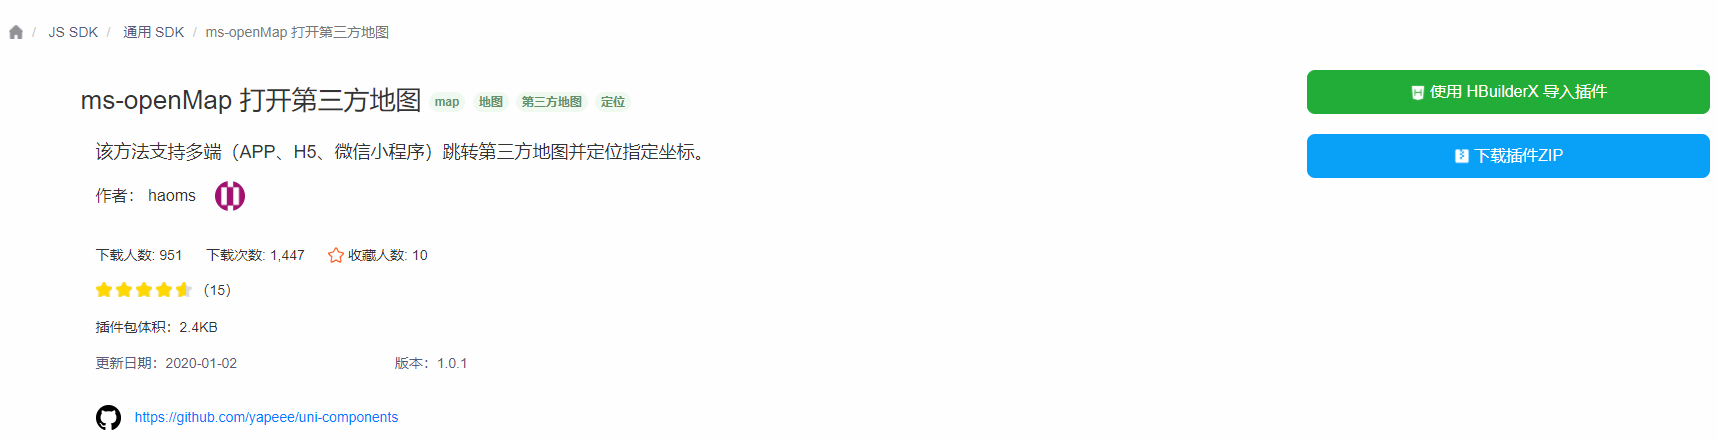 / JS SDK / 通用 SDK / ms-openMap 打开第三方地图
ms-openMap 打开第三方地图 map 地图 第三方地图 定位
使用 HBuilderX 导入插件
下载插件ZIP
该方法支持多端（APP、H5、微信小程序）跳转第三方地图并定位指定坐标。
作者： haoms
下载人数: 951 下载次数: 1,447 收藏人数: 10
（15）
插件包体积：2.4KB
更新日期：2020-01-02 版本：1.0.1
https://github.com/yapeee/uni-components